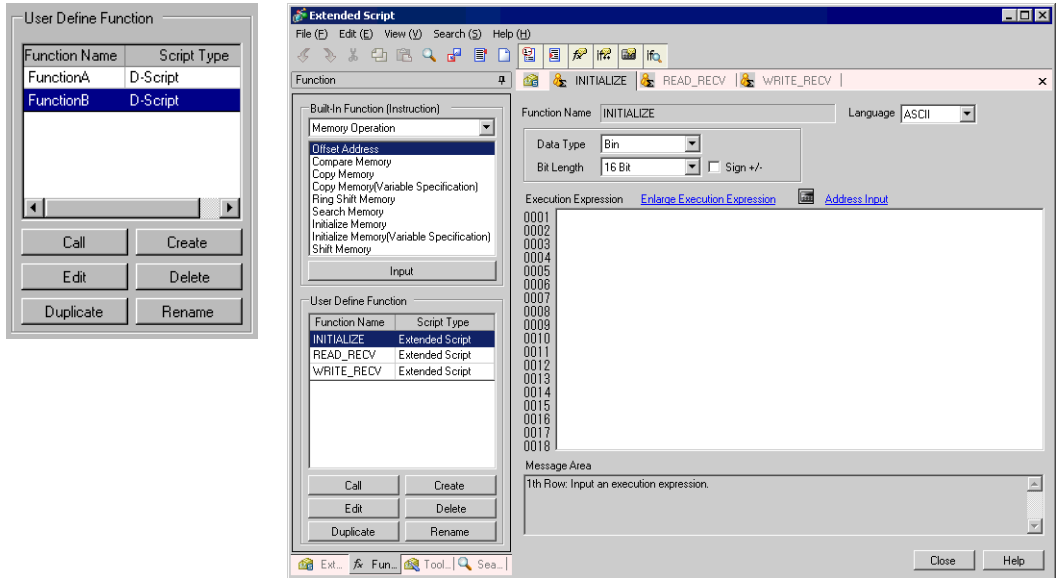 User Define Function
Function Name Script Type
FunctionA D-Script
FunctionB D-Script
Call Create
Edit Delete
Duplicate Rename
Extended Script
File (F) Edit (E) View (V) Search (S) Help (H)
Function
INITIALIZE READ_RECV WRITE_RECV
Built-In Function (Instruction)
Memory Operation
Offset Address
Compare Memory
Copy Memory
Copy Memory(Variable Specification)
Ring Shift Memory
Search Memory
Initialize Memory
Initialize Memory(Variable Specification)
Shift Memory
Input
User Define Function
Function Name Script Type
INITIALIZE Extended Script
READ_RECV Extended Script
WRITE_RECV Extended Script
Call Create
Edit Delete
Duplicate Rename
Ext... Fun... Tool... Sea...
Function Name INITIALIZE Language ASCII
Data Type Bin
Bit Length 16 Bit Sign +/-
Execution Expression Enlarge Execution Expression Address Input
0001
0002
0003
0004
0005
0006
0007
0008
0009
0010
0011
0012
0013
0014
0015
0016
0017
0018
Message Area
1th Row: Input an execution expression.
Close Help